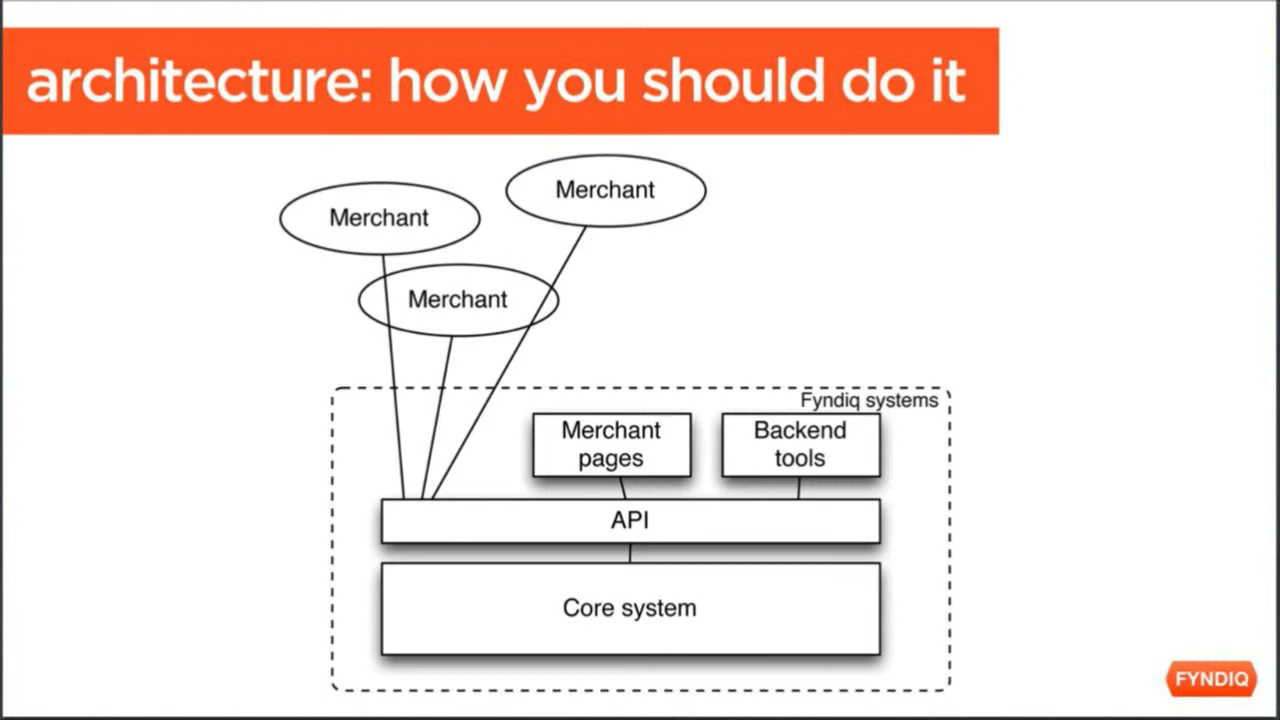 architecture: how you should do it
Merchant
Merchant
Merchant
Fyndiq systems
Merchant
pages
Backend
tools
API
Core system
FYNDIQ